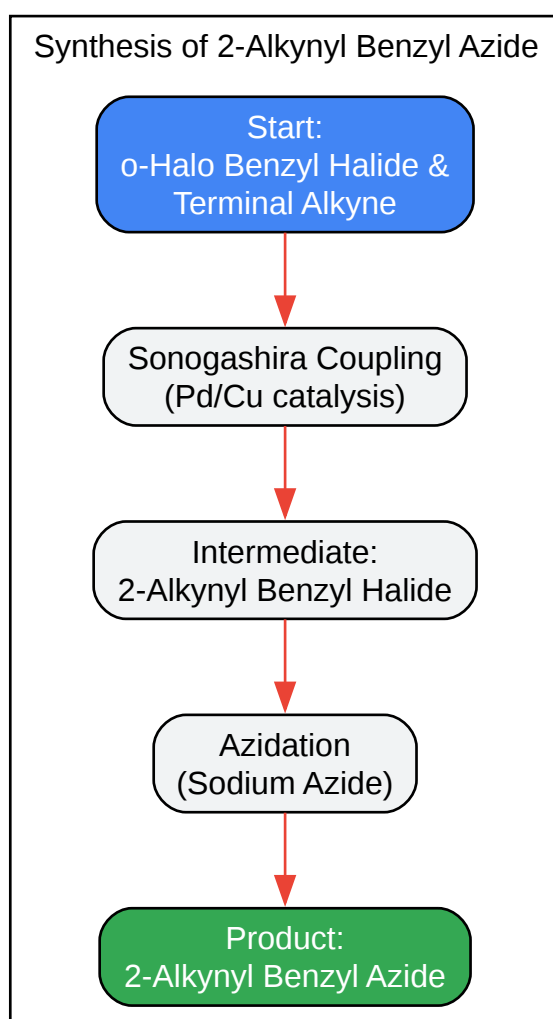 Synthesis of 2-Alkynyl Benzyl Azide
Start:
o-Halo Benzyl Halide &
Terminal Alkyne
Sonogashira Coupling
(Pd/Cu catalysis)
Intermediate:
2-Alkynyl Benzyl Halide
Azidation
(Sodium Azide)
Product:
2-Alkynyl Benzyl Azide